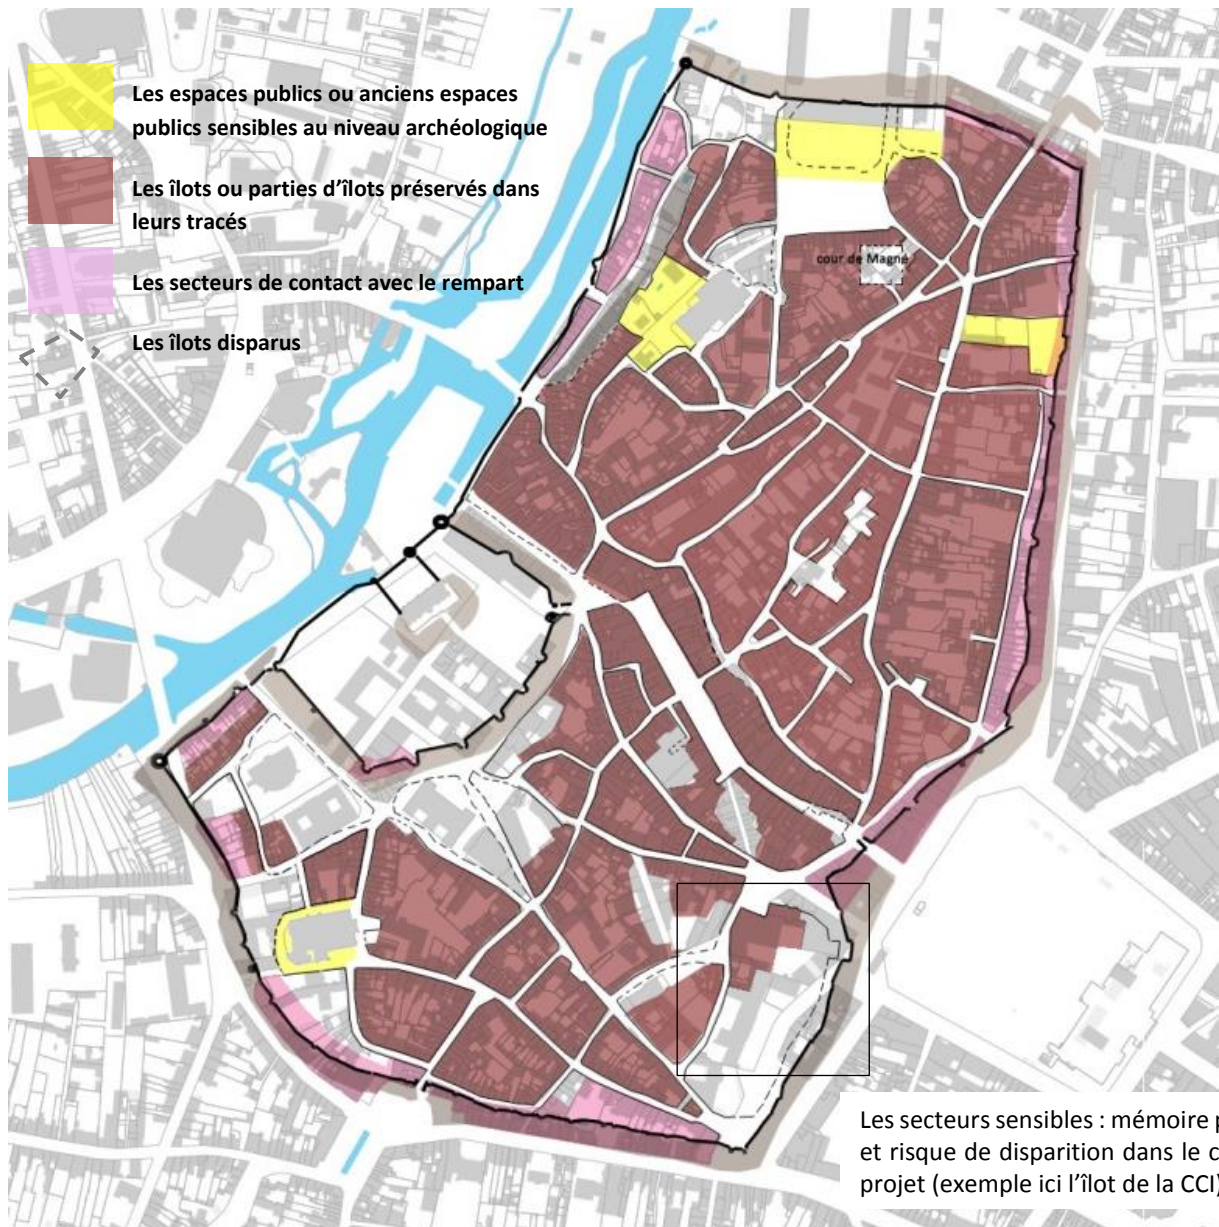 Les espaces publics ou anciens espaces
publics sensibles au niveau archéologique
Les îlots ou parties d’îlots préservés dans
leurs tracés
Les secteurs de contact avec le rempart
Les îlots disparus
cour de Magne
Les secteurs sensibles : mémoire p
et risque de disparition dans le c
projet (exemple ici l’îlot de la CCI)